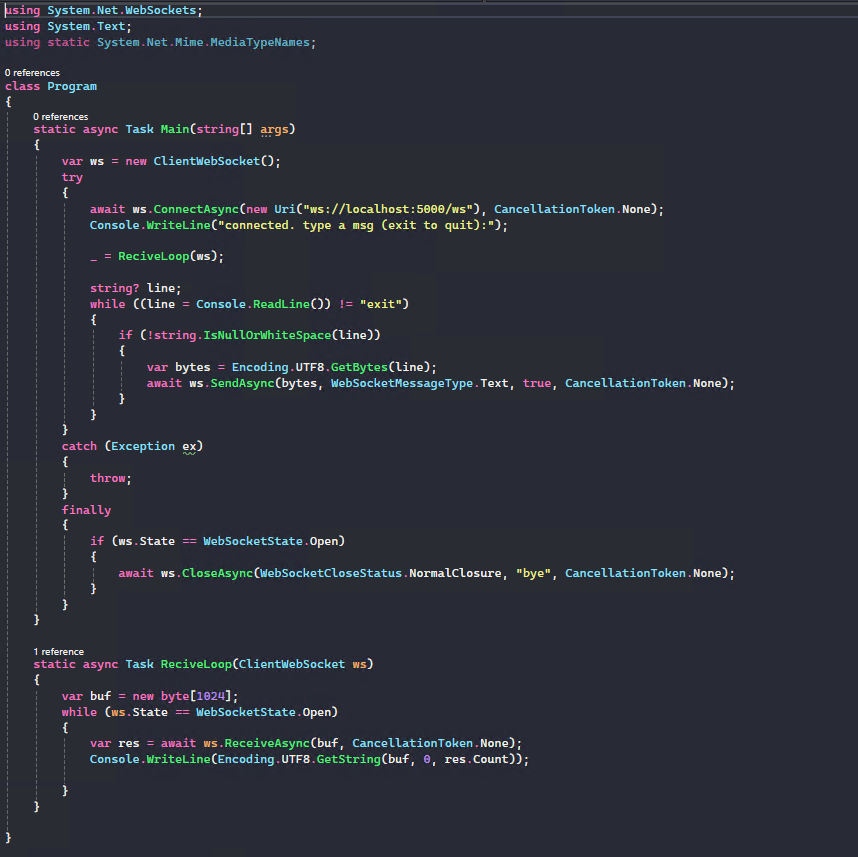 using System.Net.WebSockets;
using System.Text;
using static System.Net.Mime.MediaTypeNames;
0 references
class Program
{
0 references
static async Task Main(string[] args)
{
var ws = new ClientWebSocket();
try
{
await ws.ConnectAsync(new Uri("ws://localhost:5000/ws"), CancellationToken.None);
Console.WriteLine("connected. type a msg (exit to quit):");
_ = ReciveLoop(ws);
string? line;
while ((line = Console.ReadLine()) != "exit")
{
if (!string.IsNullOrWhiteSpace(line))
{
var bytes = Encoding.UTF8.GetBytes(line);
await ws.SendAsync(bytes, WebSocketMessageType.Text, true, CancellationToken.None);
}
}
}
catch (Exception ex)
{
throw;
}
finally
{
if (ws.State == WebSocketState.Open)
{
await ws.CloseAsync(WebSocketCloseStatus.NormalClosure, "bye", CancellationToken.None);
}
}
}
1 reference
static async Task ReciveLoop(ClientWebSocket ws)
{
var buf = new byte[1024];
while (ws.State == WebSocketState.Open)
{
var res = await ws.ReceiveAsync(buf, CancellationToken.None);
Console.WriteLine(Encoding.UTF8.GetString(buf, 0, res.Count));
}
}
}